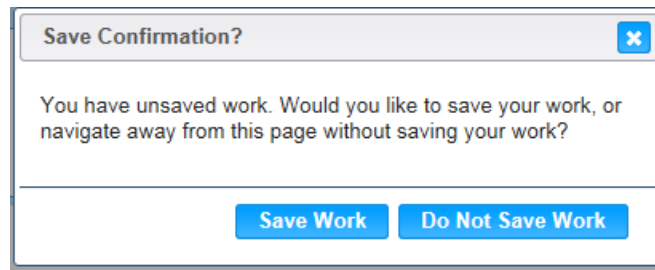 Save Confirmation?
You have unsaved work. Would you like to save your work, or
navigate away from this page without saving your work?
Save Work Do Not Save Work